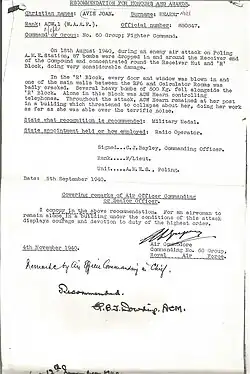 RECOMMENDATION FOR HONOURS AND AWARDS
Christian Names: (AVIS JOAN. Surname: HEARN
Rank: ACW.1 (W.A.A.F.) Official number: 880047.
Command or Group: No. 60 Group; Fighter Command.
On 18th August 1940, during an enemy air attack on Poling
A.M.E. Station, 87 bombs were dropped in and around the Receiver end
of the Compound and concentrated round the Receiver Hut and 'R'
Block, doing very considerable damage.
In the 'R' Block, every door and window was blown in and
one of the main walls between the RPG and Calculator Rooms was
badly cracked. Several heavy bombs of 500 Kg. fell alongside the
'R' Block. Alone in this Block was ACW Hearn controlling
telephones. Throughout the attack, ACW Hearn remained at her post
in a building which threatened to collapse about her, doing her work
as far as she was able over the terrific noise.
State what recognition is recommended: Military Medal.
State appointment held or how employed: Radio Operator.
Signed... C.J. Bayley, Commanding Officer.
Rank..... F/Lieut.
Unit..... A.M.E.S., Poling.
Dated: 5th September 1940.
Covering remarks of Air Officer Commanding
or Senior Officer.
I concur in the above recommendation. For an airwoman to
remain alone in a building under the conditions of this attack
displays courage and devotion to duty of the highest order.
Air Commodore
Commanding No. 60 Group,
Royal Air Force.
4th November 1940.
Remarks by Air Officer Commanding in Chief.
Recommended.
ACM.